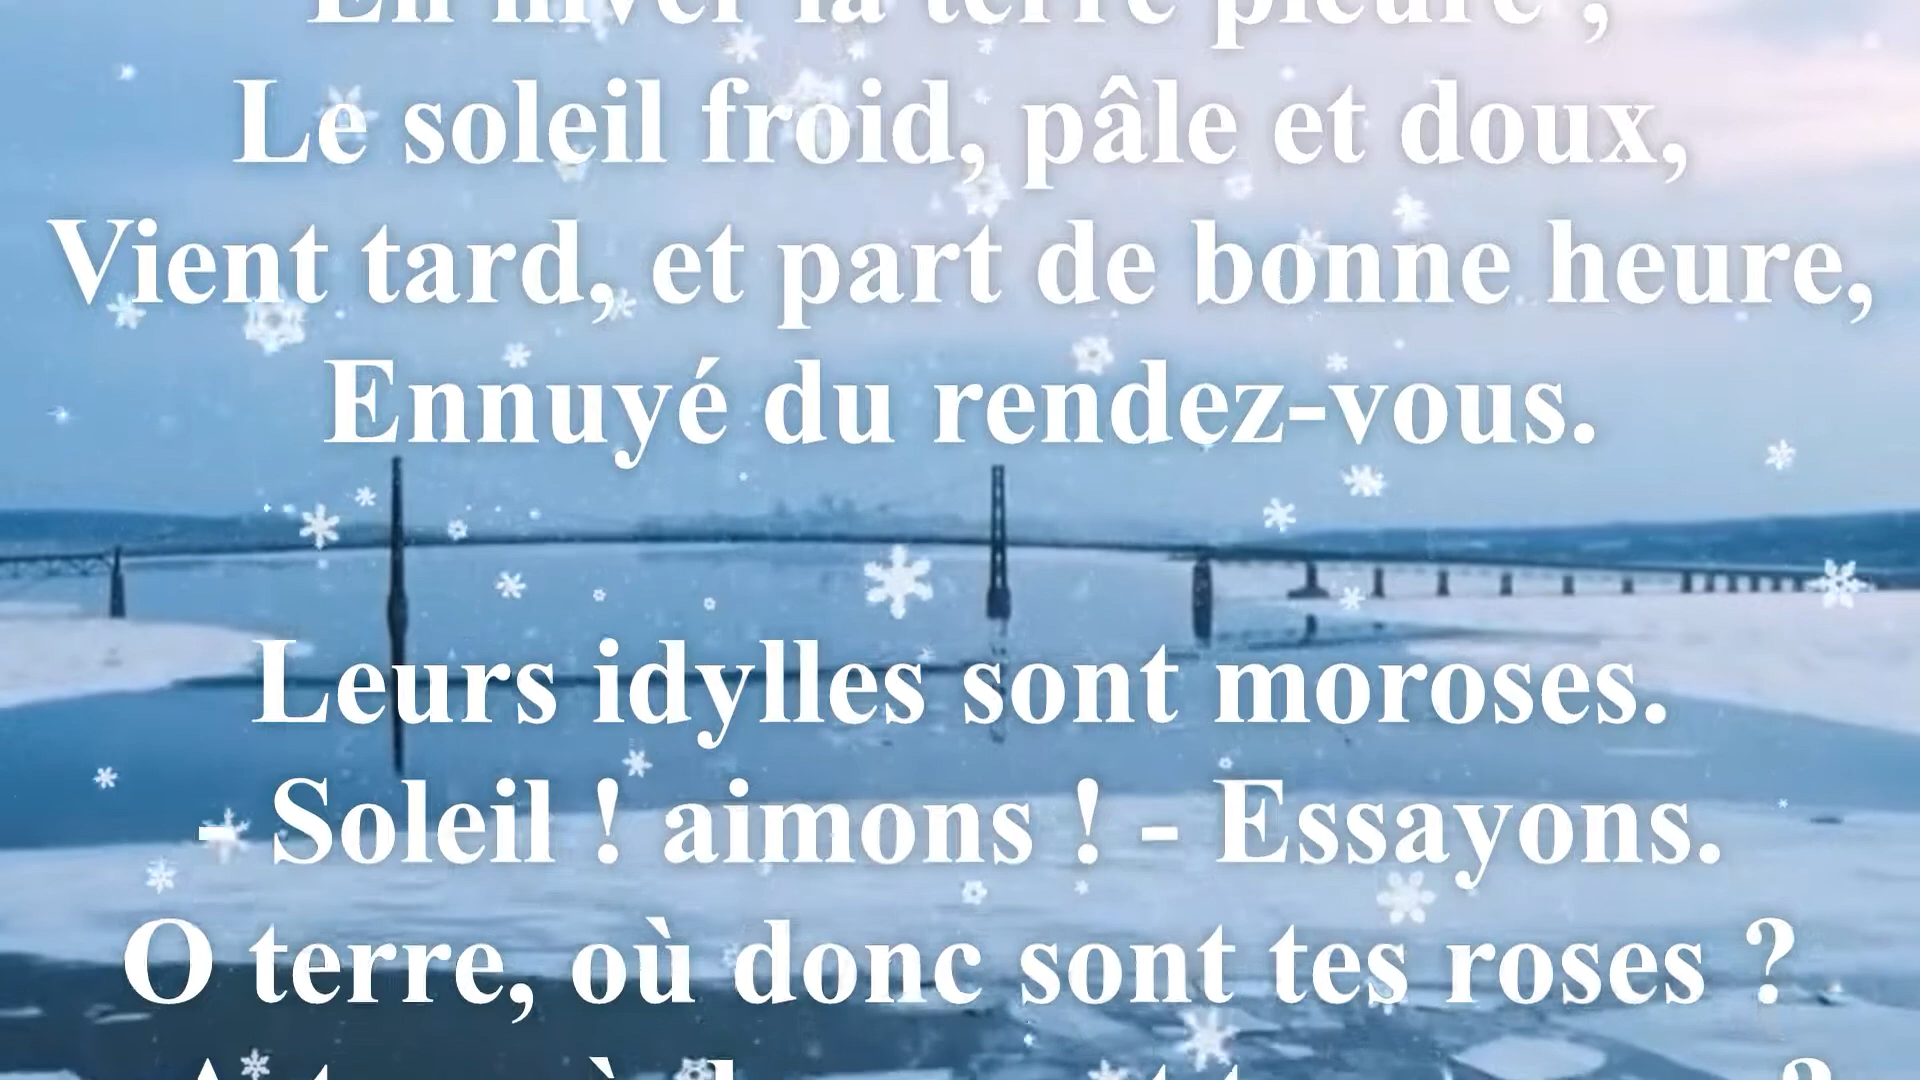 En hiver la terre pleure ;
Le soleil froid, pâle et doux,
Vient tard, et part de bonne heure,
Ennuyé du rendez-vous.
Leurs idylles sont moroses.
- Soleil ! aimons ! - Essayons.
O terre, où donc sont tes roses ?